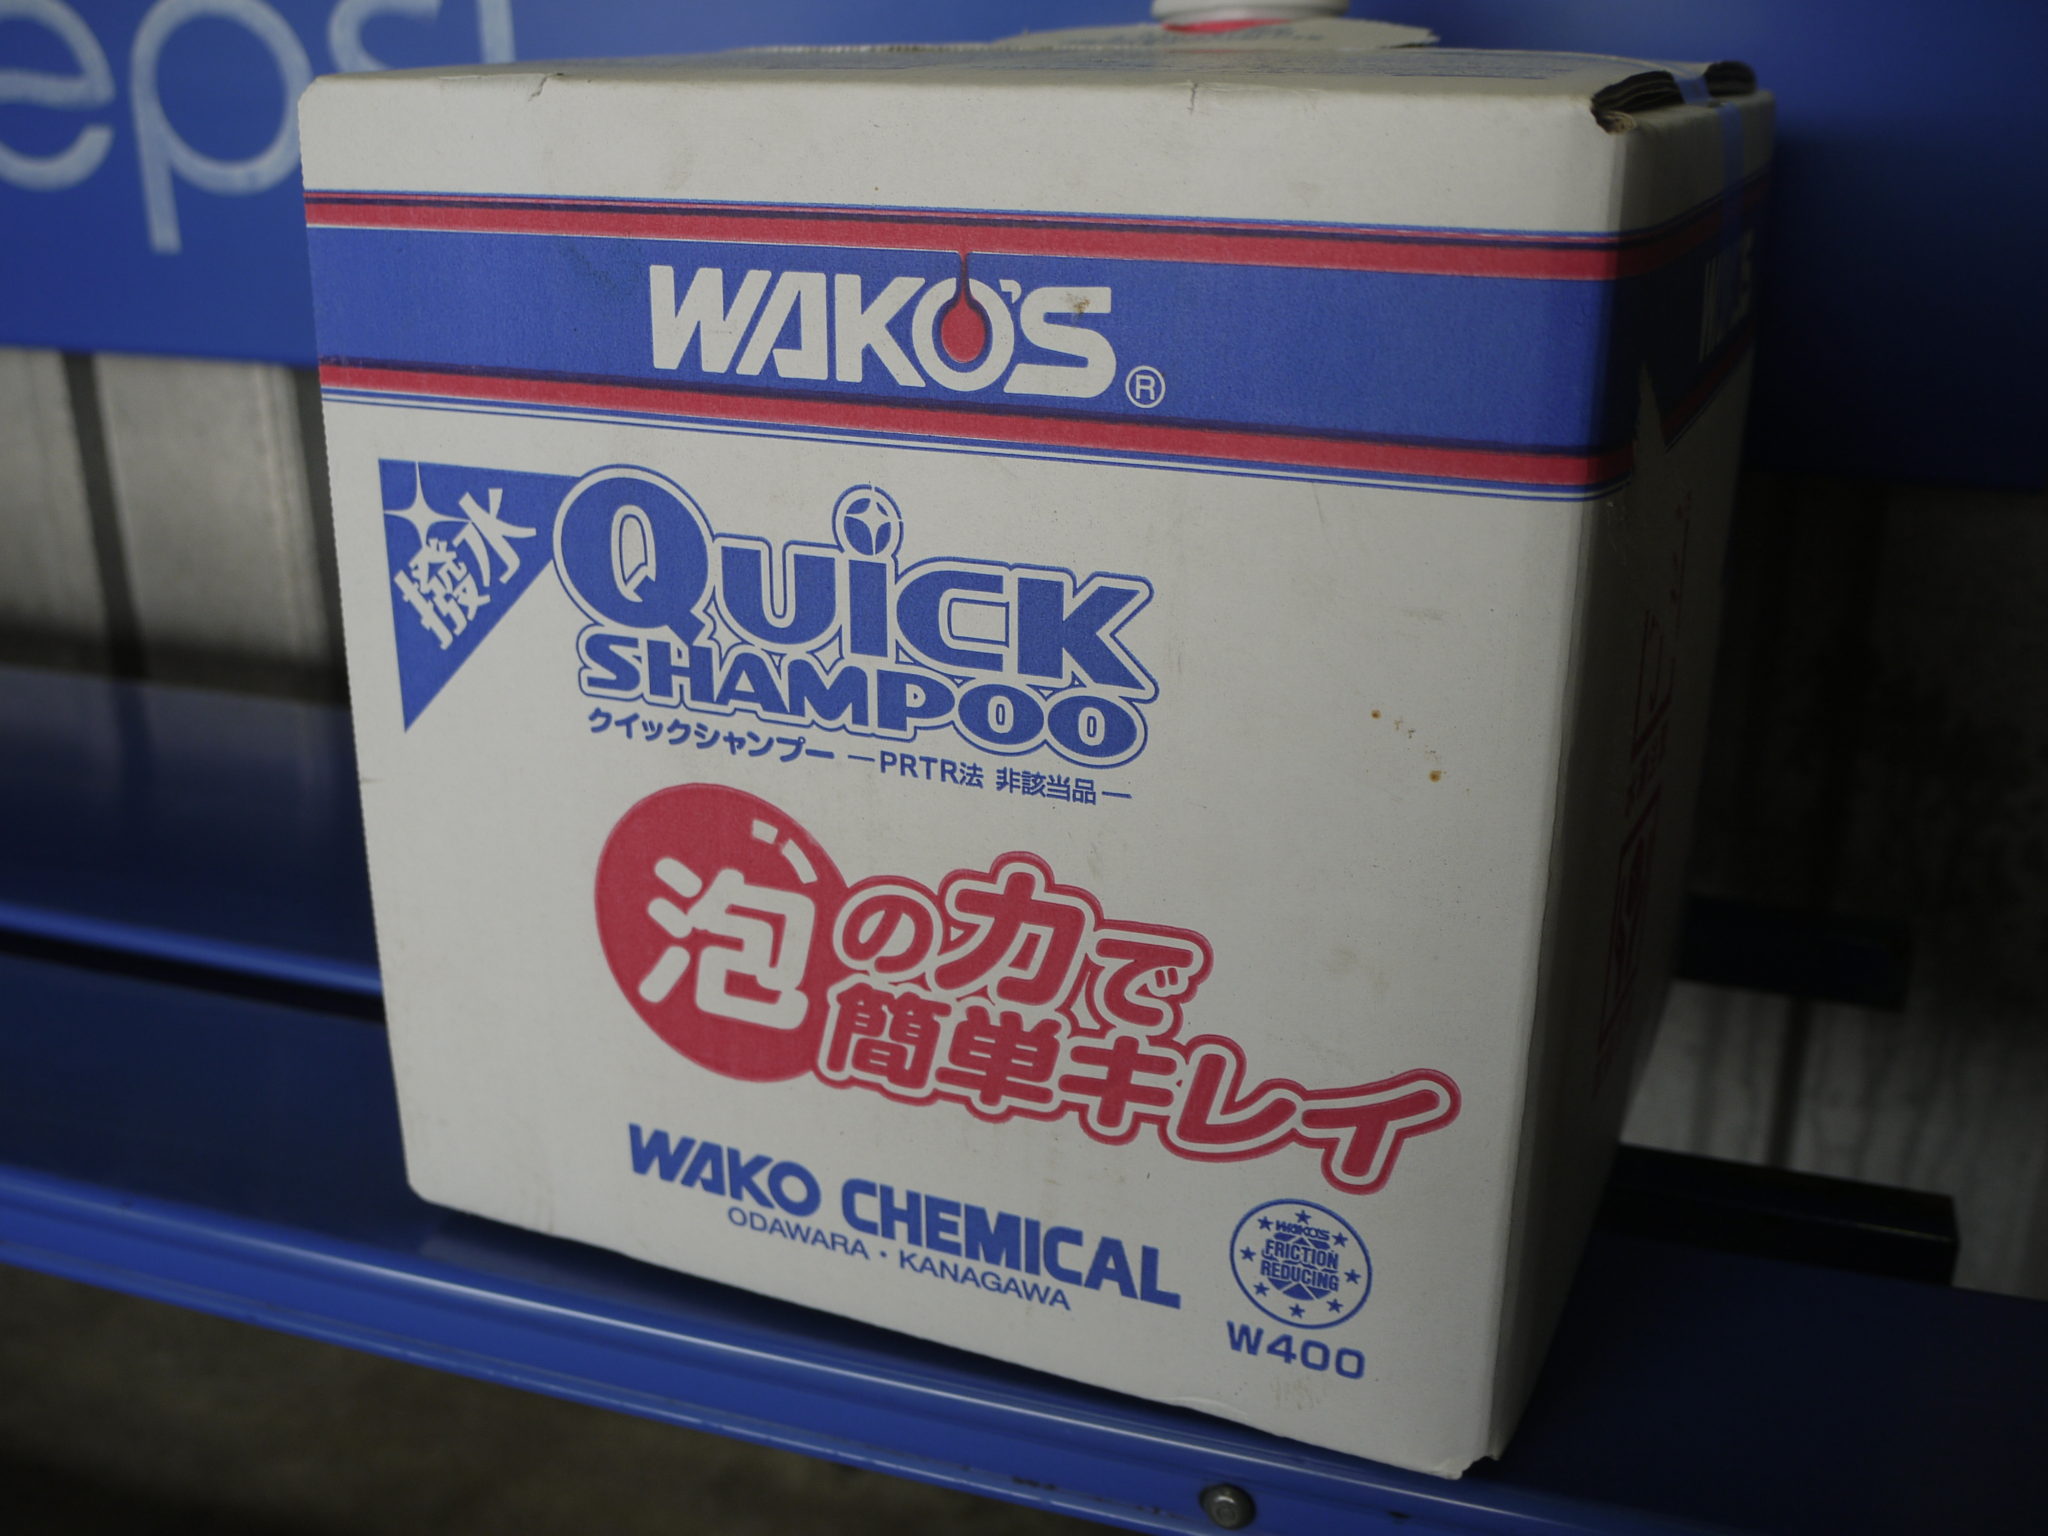 epsi
WAKO'S®
撥水
QUICK
SHAMPOO
クイックシャンプー —PRTR法 非該当品—
泡の力で
簡単キレイ
WAKO CHEMICAL
ODAWARA・KANAGAWA
WAKO'S
FRICTION
REDUCING
W400